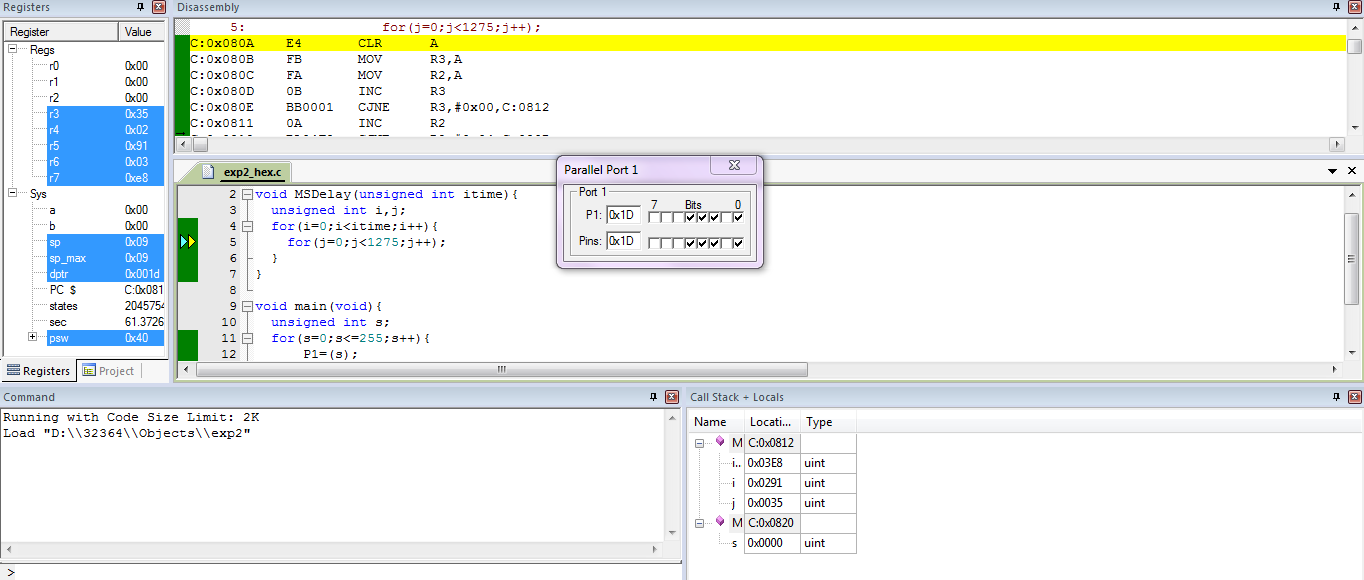 Registers
Register Value
Regs
r0 0x00
r1 0x00
r2 0x00
r3 0x35
r4 0x02
r5 0x91
r6 0x03
r7 0xe8
Sys
a 0x00
b 0x00
sp 0x09
sp_max 0x09
dptr 0x001d
PC $ C:0x081
states 2045754
sec 61.3726
psw 0x40
Registers Project
Disassembly
5: for(j=0;j<1275;j++);
C:0x080A E4 CLR A
C:0x080B FB MOV R3,A
C:0x080C FA MOV R2,A
C:0x080D 0B INC R3
C:0x080E BB0001 CJNE R3,#0x00,C:0812
C:0x0811 0A INC R2
exp2_hex.c
2 void MSDelay(unsigned int itime){
3 unsigned int i,j;
4 for(i=0;i<itime;i++){
5 for(j=0;j<1275;j++);
6 }
7 }
8
9 void main(void){
10 unsigned int s;
11 for(s=0;s<=255;s++){
12 P1=(s);
Parallel Port 1
Port 1
7 Bits 0
P1: 0x1D
Pins: 0x1D
Command
Running with Code Size Limit: 2K
Load "D:\\32364\\Objects\\exp2"
>
Call Stack + Locals
Name Locati... Type
M C:0x0812
i.. 0x03E8 uint
i 0x0291 uint
j 0x0035 uint
M C:0x0820
s 0x0000 uint